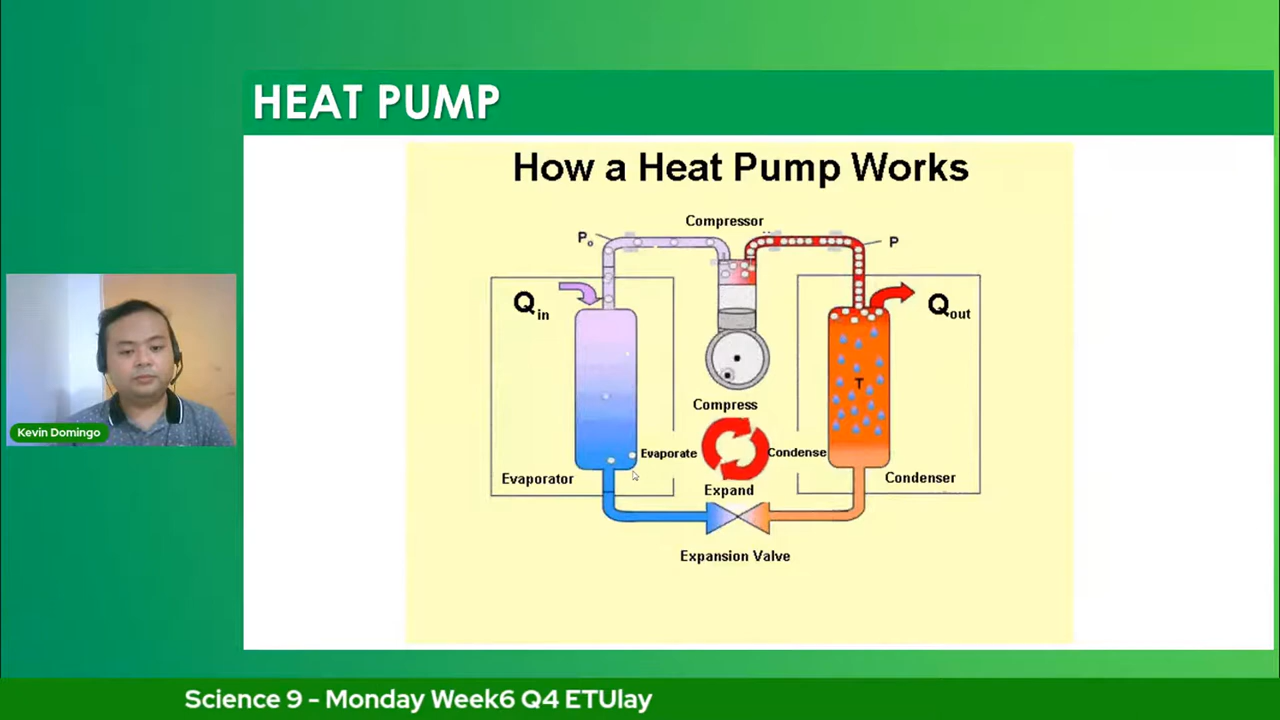 HEAT PUMP
How a Heat Pump Works
Compressor
Po
P
Qin
Qout
T
Compress
Evaporate
Condense
Evaporator
Condenser
Expand
Expansion Valve
Kevin Domingo
Science 9 - Monday Week6 Q4 ETUlay